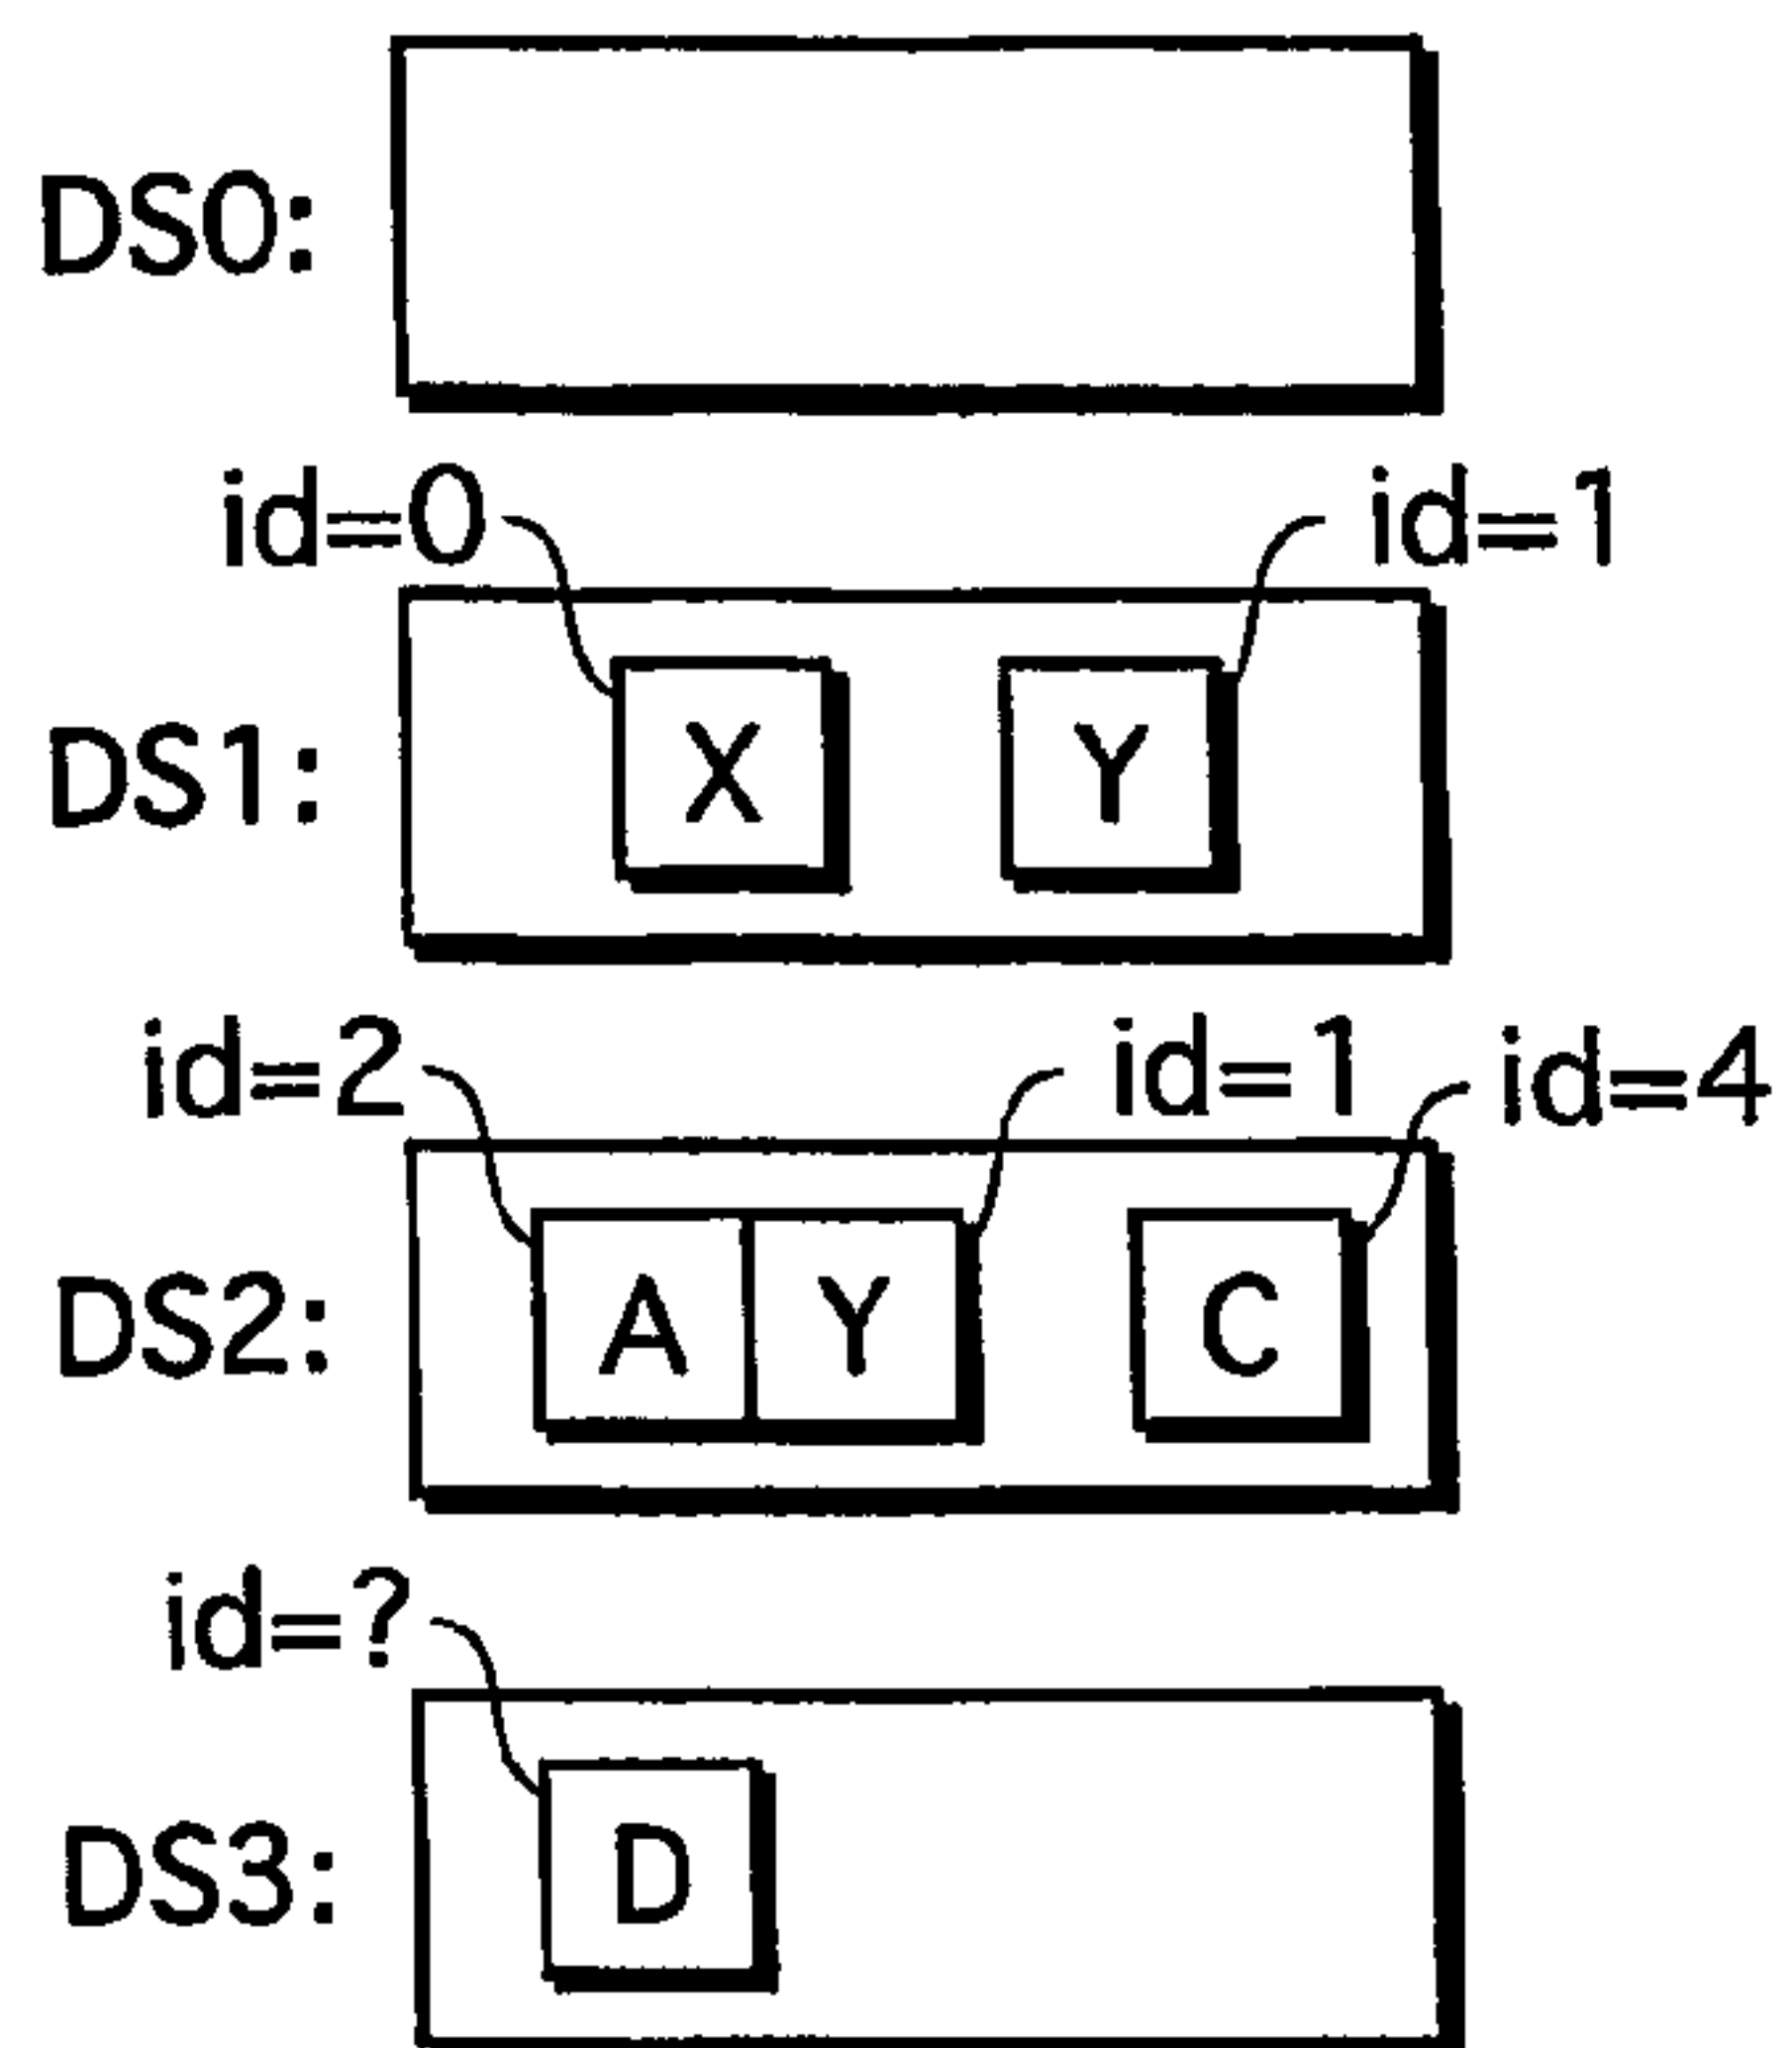 DS0:
id=0 id=1
DS1: X Y
id=2 id=1 id=4
DS2: A Y C
id=?
DS3: D